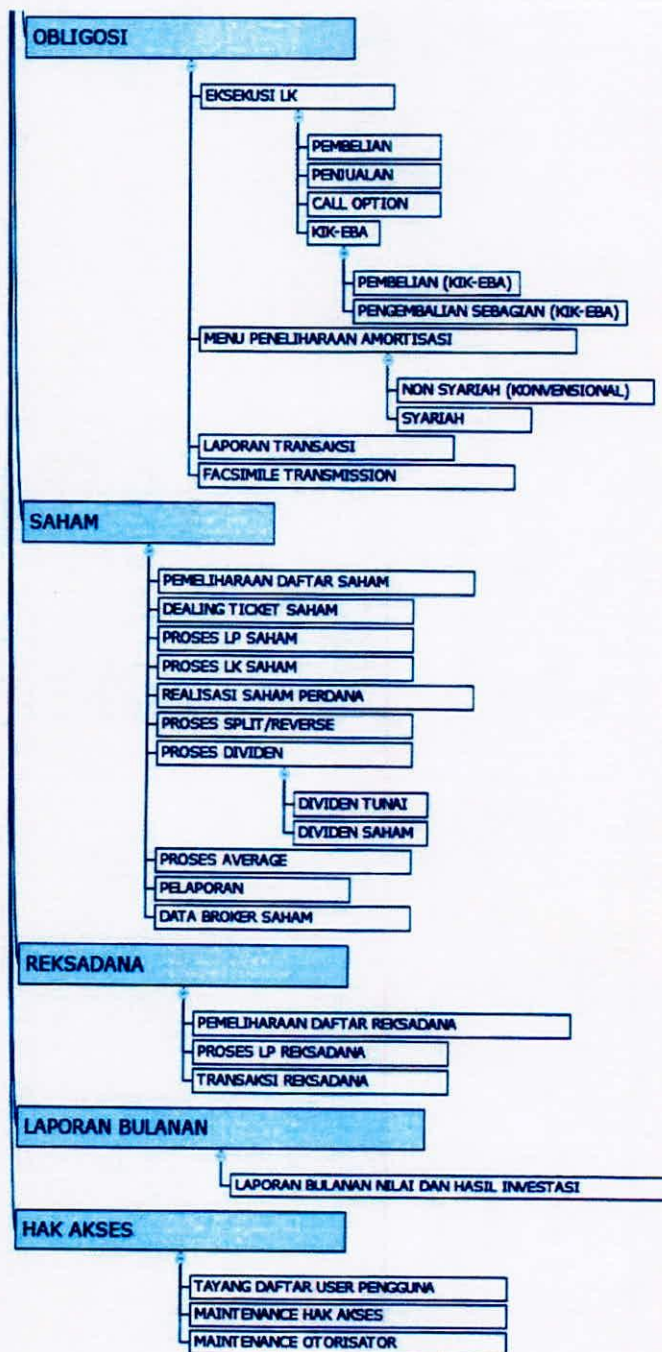 OBLIGOSI
EKSEKUSI LK
PEMBELIAN
PENJUALAN
CALL OPTION
KIK-EBA
PEMBELIAN (KIK-EBA)
PENGEMBALIAN SEBAGIAN (KIK-EBA)
MENU PENELIHARAAN AMORTISASI
NON SYARIAH (KONVENSIONAL)
SYARIAH
LAPORAN TRANSAKSI
FACSIMILE TRANSMISSION
SAHAM
PEMELIHARAAN DAFTAR SAHAM
DEALING TICKET SAHAM
PROSES LP SAHAM
PROSES LK SAHAM
REALISASI SAHAM PERDANA
PROSES SPLIT/REVERSE
PROSES DIVIDEN
DIVIDEN TUNAI
DIVIDEN SAHAM
PROSES AVERAGE
PELAPORAN
DATA BROKER SAHAM
REKSADANA
PEMELIHARAAN DAFTAR REKSADANA
PROSES LP REKSADANA
TRANSAKSI REKSADANA
LAPORAN BULANAN
LAPORAN BULANAN NILAI DAN HASIL INVESTASI
HAK AKSES
TAYANG DAFTAR USER PENGGUNA
MAINTENANCE HAK AKSES
MAINTENANCE OTORISATOR